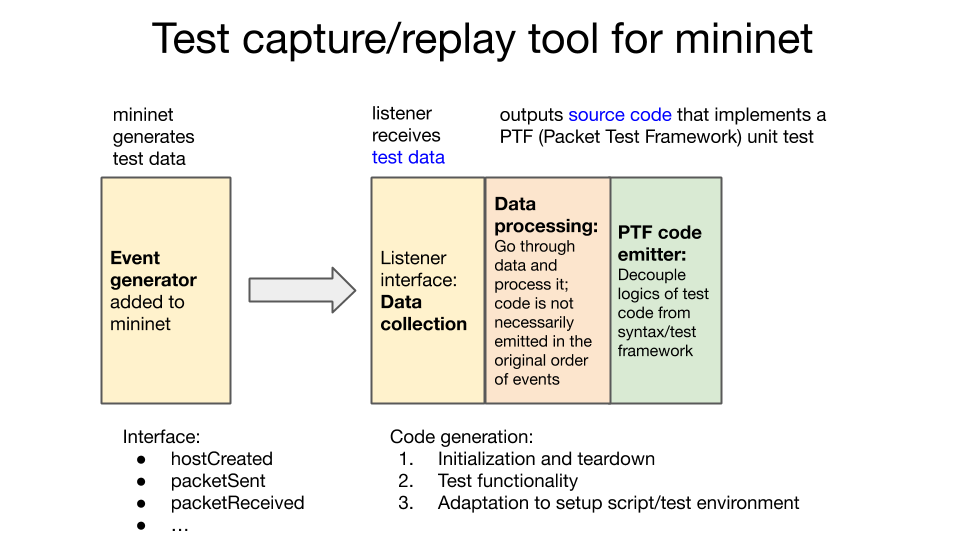 Test capture/replay tool for mininet
mininet
generates
test data
listener
receives
test data
outputs source code that implements a
PTF (Packet Test Framework) unit test
Event
generator
added to
mininet
Listener
interface:
Data
collection
Data
processing:
Go through
data and
process it;
code is not
necessarily
emitted in the
original order
of events
PTF code
emitter:
Decouple
logics of test
code from
syntax/test
framework
Interface:
● hostCreated
● packetSent
● packetReceived
● …
Code generation:
1. Initialization and teardown
2. Test functionality
3. Adaptation to setup script/test environment